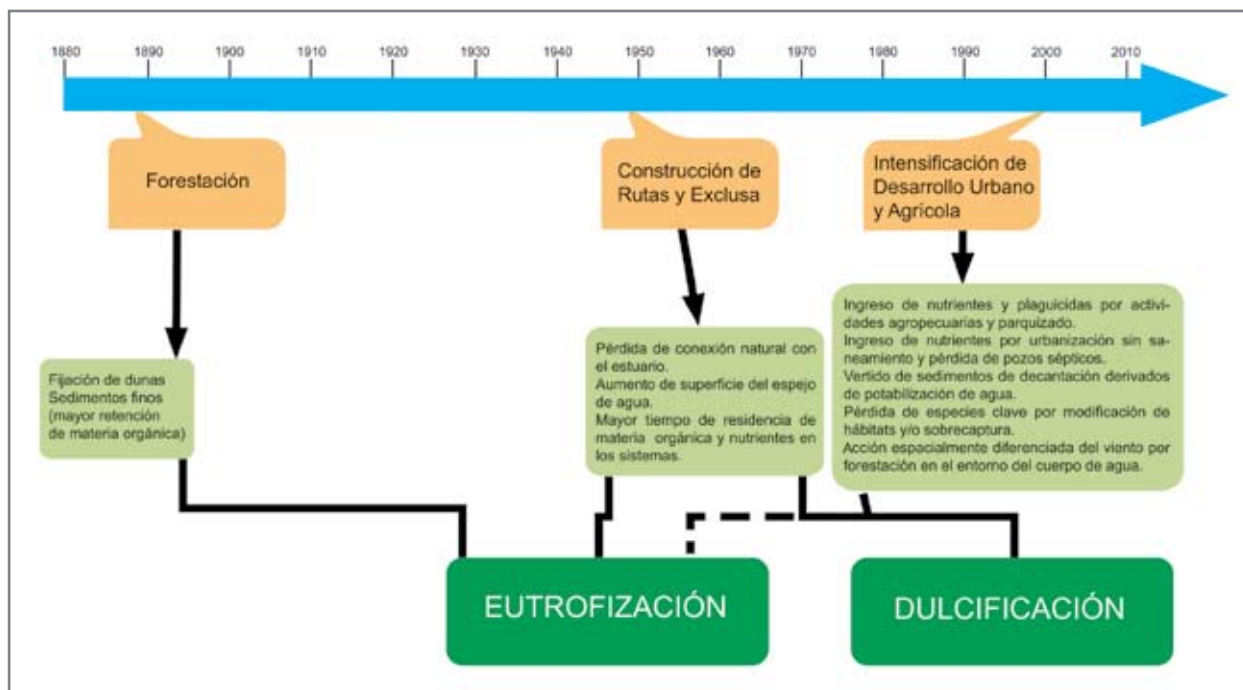 1880 1890 1900 1910 1920 1930 1940 1950 1960 1970 1980 1990 2000 2010
Forestación
Construcción de
Rutas y Exclusa
Intensificación de
Desarrollo Urbano
y Agricola
Fijación de dunas
Sedimentos finos
(mayor retención
de materia orgánica)
Pérdida de conexión natural con
el estuario.
Aumento de superficie del espejo
de agua.
Mayor tiempo de residencia de
materia orgánica y nutrientes en
los sistemas.
Ingreso de nutrientes y plaguicidas por activi-
dades agropecuarias y parquizado.
Ingreso de nutrientes por urbanización sin sa-
neamiento y pérdida de pozos sépticos.
Vertido de sedimentos de decantación derivados
de potabilización de agua.
Pérdida de especies clave por modificación de
hábitats y/o sobrecaptura.
Acción espacialmente diferenciada del viento por
forestación en el entorno del cuerpo de agua.
EUTROFIZACIÓN
DULCIFICACIÓN